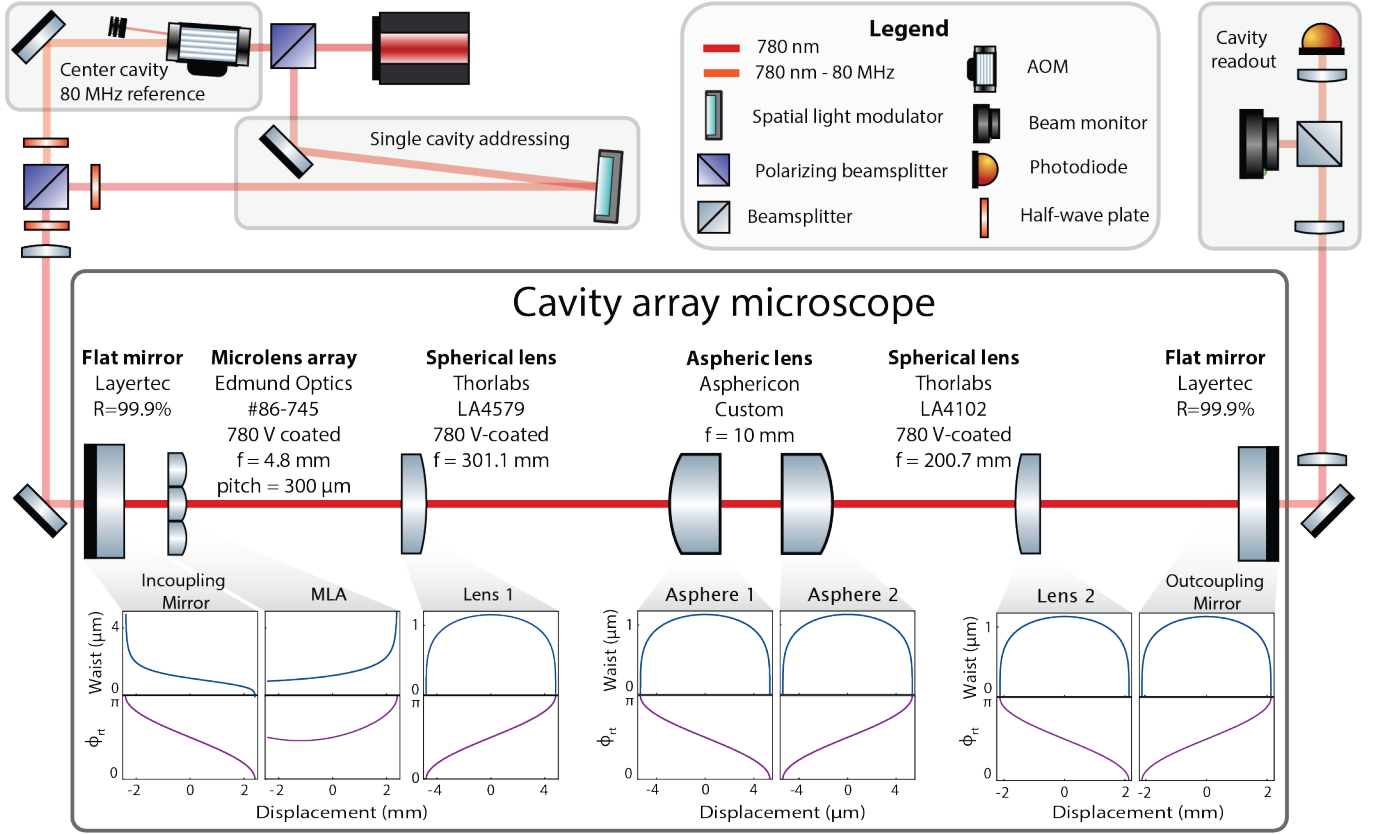 Center cavity
80 MHz reference
Single cavity addressing
Legend
780 nm
780 nm - 80 MHz
Spatial light modulator
Polarizing beamsplitter
Beamsplitter
AOM
Beam monitor
Photodiode
Half-wave plate
Cavity
readout
Cavity array microscope
Flat mirror
Layertec
R=99.9%
Microlens array
Edmund Optics
#86-745
780 V coated
f = 4.8 mm
pitch = 300 µm
Spherical lens
Thorlabs
LA4579
780 V-coated
f = 301.1 mm
Aspheric lens
Asphericon
Custom
f = 10 mm
Spherical lens
Thorlabs
LA4102
780 V-coated
f = 200.7 mm
Flat mirror
Layertec
R=99.9%
Incoupling
Mirror
MLA
Lens 1
Asphere 1
Asphere 2
Lens 2
Outcoupling
Mirror
Waist (µm)
4
0
π
ϕrt
0
-2 0 2
-2 0 2
Displacement (mm)
1
0
π
0
-4 0 4
Waist (µm)
1
0
π
ϕrt
0
-4 0 4
-4 0 4
Displacement (µm)
Waist (µm)
1
0
π
ϕrt
0
-2 0 2
-2 0 2
Displacement (mm)